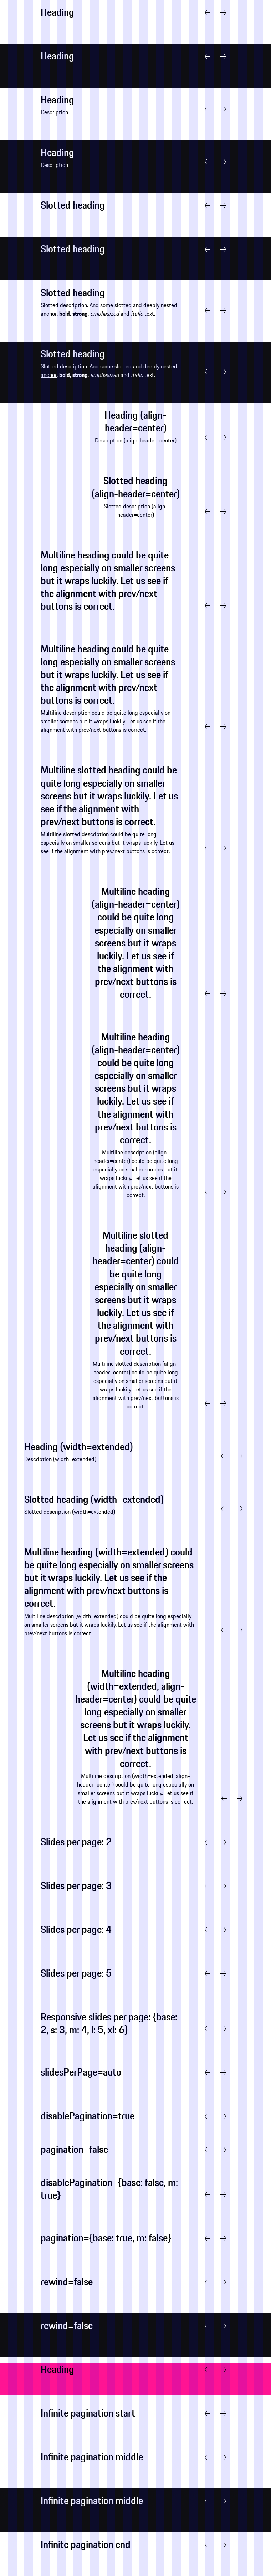 Heading
Heading
Heading
Description
Heading
Description
Slotted heading
Slotted heading
Slotted heading
Slotted description. And some slotted and deeply nested
anchor, bold, strong, emphasized and italic text.
Slotted heading
Slotted description. And some slotted and deeply nested
anchor, bold, strong, emphasized and italic text.
Heading (align-
header=center)
Description (align-header=center)
Slotted heading
(align-header=center)
Slotted description (align-
header=center)
Multiline heading could be quite
long especially on smaller screens
but it wraps luckily. Let us see if
the alignment with prev/next
buttons is correct.
Multiline heading could be quite
long especially on smaller screens
but it wraps luckily. Let us see if
the alignment with prev/next
buttons is correct.
Multiline description could be quite long especially on
smaller screens but it wraps luckily. Let us see if the
alignment with prev/next buttons is correct.
Multiline slotted heading could be
quite long especially on smaller
screens but it wraps luckily. Let us
see if the alignment with
prev/next buttons is correct.
Multiline slotted description could be quite long
especially on smaller screens but it wraps luckily. Let us
see if the alignment with prev/next buttons is correct.
Multiline heading
(align-header=center)
could be quite long
especially on smaller
screens but it wraps
luckily. Let us see if
the alignment with
prev/next buttons is
correct.
Multiline heading
(align-header=center)
could be quite long
especially on smaller
screens but it wraps
luckily. Let us see if
the alignment with
prev/next buttons is
correct.
Multiline description (align-
header=center) could be quite long
especially on smaller screens but it
wraps luckily. Let us see if the
alignment with prev/next buttons is
correct.
Multiline slotted
heading (align-
header=center) could
be quite long
especially on smaller
screens but it wraps
luckily. Let us see if
the alignment with
prev/next buttons is
correct.
Multiline slotted description (align-
header=center) could be quite long
especially on smaller screens but it
wraps luckily. Let us see if the
alignment with prev/next buttons is
correct.
Heading (width=extended)
Description (width=extended)
Slotted heading (width=extended)
Slotted description (width=extended)
Multiline heading (width=extended) could
be quite long especially on smaller screens
but it wraps luckily. Let us see if the
alignment with prev/next buttons is
correct.
Multiline description (width=extended) could be quite long especially
on smaller screens but it wraps luckily. Let us see if the alignment with
prev/next buttons is correct.
Multiline heading
(width=extended, align-
header=center) could be quite
long especially on smaller
screens but it wraps luckily.
Let us see if the alignment
with prev/next buttons is
correct.
Multiline description (width=extended, align-
header=center) could be quite long especially on
smaller screens but it wraps luckily. Let us see if
the alignment with prev/next buttons is correct.
Slides per page: 2
Slides per page: 3
Slides per page: 4
Slides per page: 5
Responsive slides per page: {base:
2, s: 3, m: 4, l: 5, xl: 6}
slidesPerPage=auto
disablePagination=true
pagination=false
disablePagination={base: false, m:
true}
pagination={base: true, m: false}
rewind=false
rewind=false
Heading
Infinite pagination start
Infinite pagination middle
Infinite pagination middle
Infinite pagination end